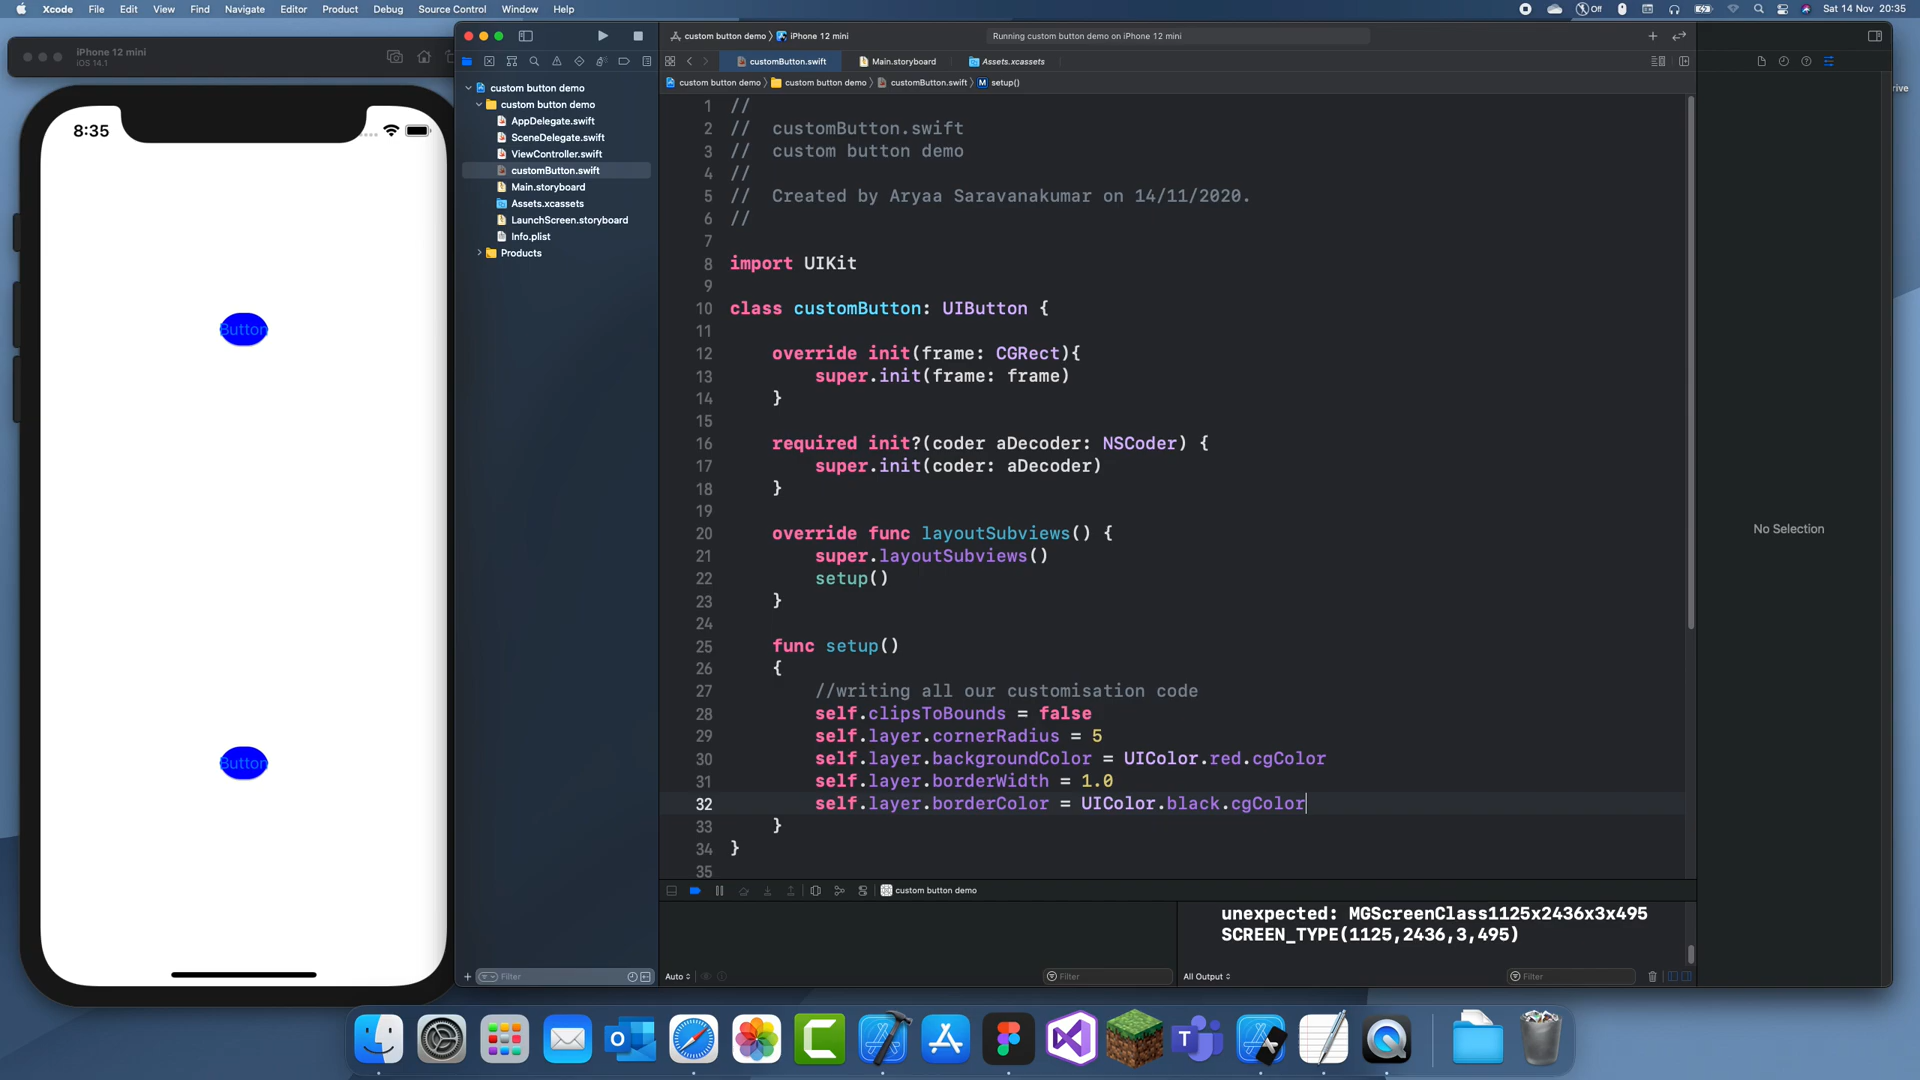 Xcode File Edit View Find Navigate Editor Product Debug Source Control Window Help
Off
Sat 14 Nov 20:35
iPhone 12 mini
iOS 14.1
8:35
Button
Button
custom button demo
custom button demo
AppDelegate.swift
SceneDelegate.swift
ViewController.swift
customButton.swift
Main.storyboard
Assets.xcassets
LaunchScreen.storyboard
Info.plist
Products
Filter
custom button demo iPhone 12 mini
Running custom button demo on iPhone 12 mini
customButton.swift Main.storyboard Assets.xcassets
custom button demo custom button demo customButton.swift M setup()
1 //
2 // customButton.swift
3 // custom button demo
4 //
5 // Created by Aryaa Saravanakumar on 14/11/2020.
6 //
7
8 import UIKit
9
10 class customButton: UIButton {
11
12 override init(frame: CGRect){
13 super.init(frame: frame)
14 }
15
16 required init?(coder aDecoder: NSCoder) {
17 super.init(coder: aDecoder)
18 }
19
20 override func layoutSubviews() {
21 super.layoutSubviews()
22 setup()
23 }
24
25 func setup()
26 {
27 //writing all our customisation code
28 self.clipsToBounds = false
29 self.layer.cornerRadius = 5
30 self.layer.backgroundColor = UIColor.red.cgColor
31 self.layer.borderWidth = 1.0
32 self.layer.borderColor = UIColor.black.cgColor
33 }
34 }
35
custom button demo
unexpected: MGScreenClass1125x2436x3x495
SCREEN_TYPE(1125,2436,3,495)
Auto
Filter
All Output
Filter
No Selection